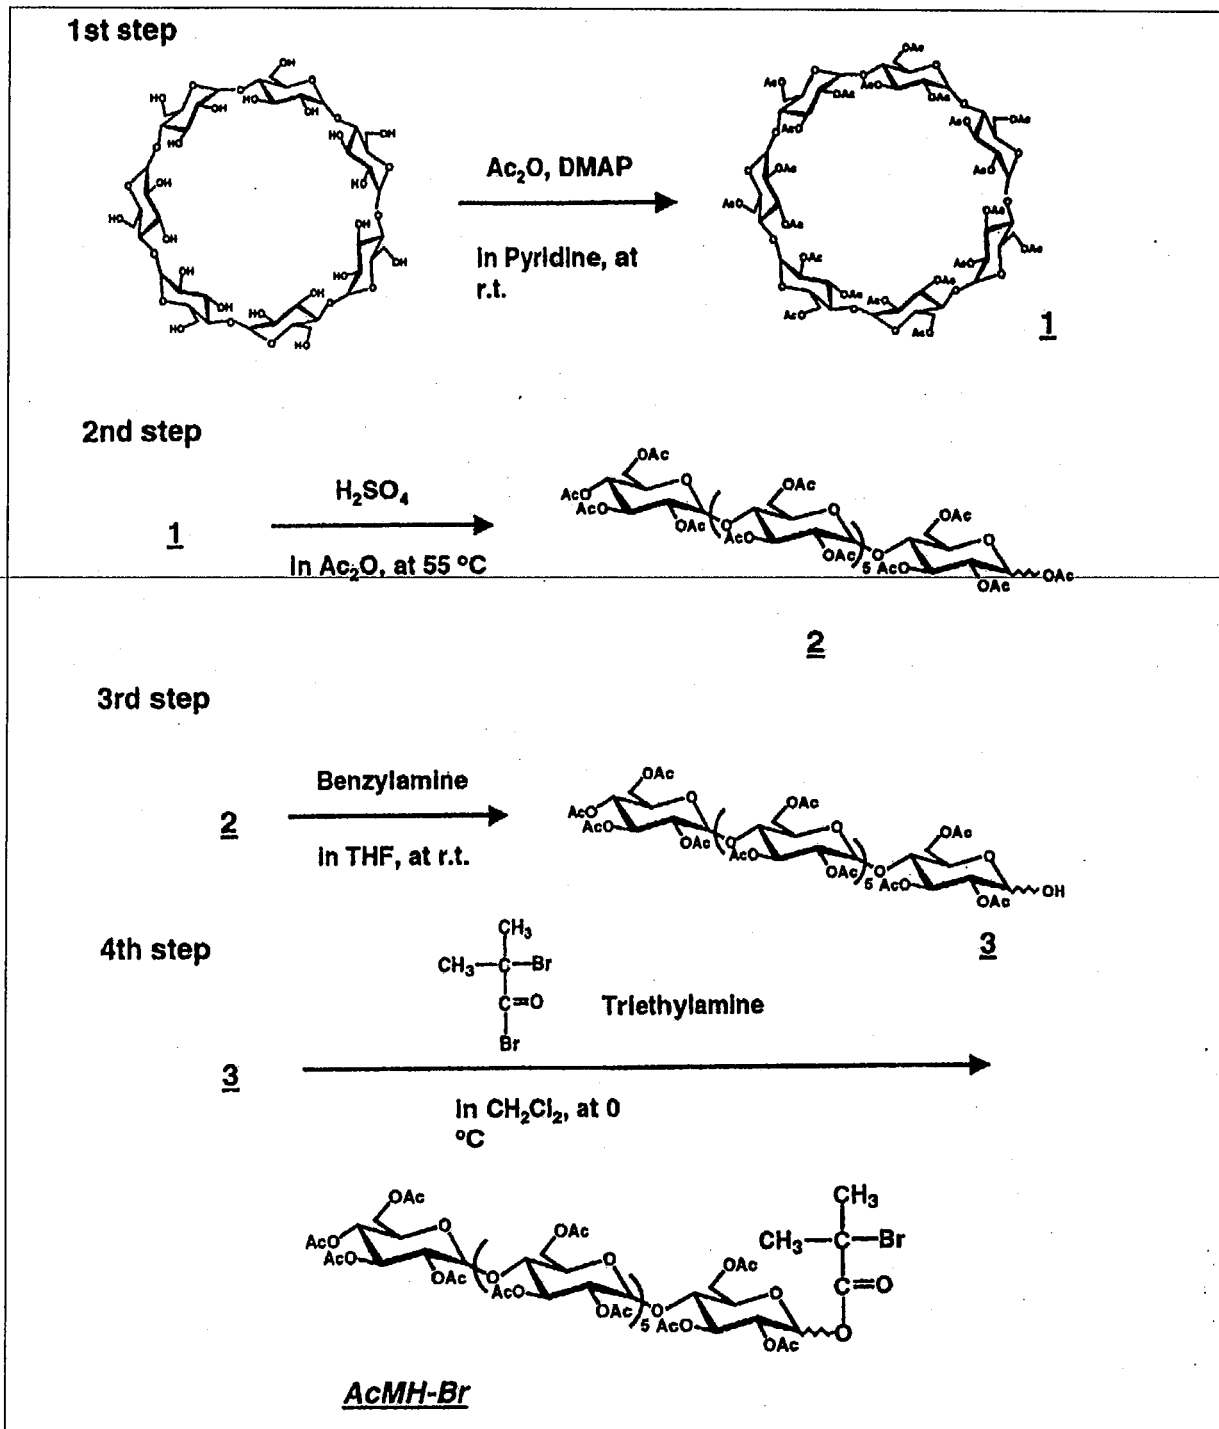 1st step
Ac2O, DMAP
in Pyridine, at
r.t.
1
2nd step
1
H2SO4
in Ac2O, at 55 °C
OAc
AcO
AcO
OAc
OAc
AcO
OAc
5
OAc
AcO
OAc
OAc
2
3rd step
2
Benzylamine
in THF, at r.t.
OAc
AcO
AcO
OAc
OAc
AcO
OAc
5
OAc
AcO
OAc
OH
3
4th step
CH3
CH3—C—Br
C=O
Br
Triethylamine
3
in CH2Cl2, at 0
°C
OAc
AcO
AcO
OAc
OAc
AcO
OAc
5
OAc
AcO
OAc
O
CH3
CH3—C—Br
C=O
O
AcMH-Br